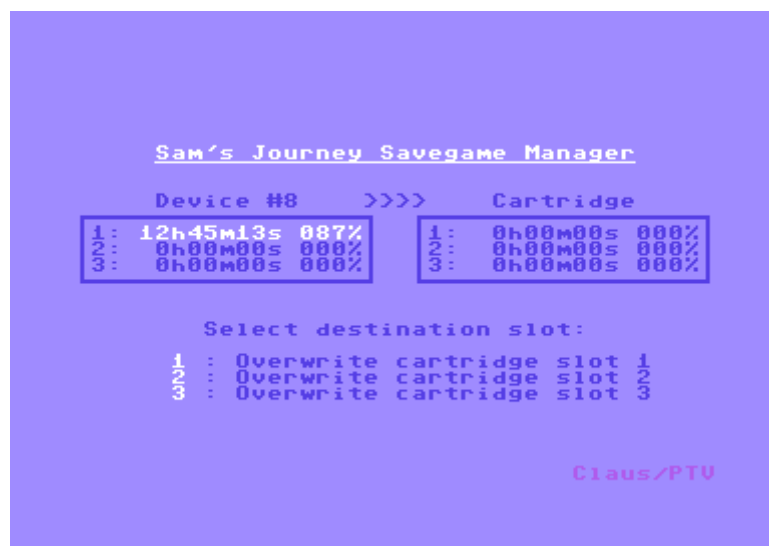 Sam's Journey Savegame Manager
Device #8 >>>> Cartridge
1: 12h45m13s 087% 1: 0h00m00s 000%
2: 0h00m00s 000% 2: 0h00m00s 000%
3: 0h00m00s 000% 3: 0h00m00s 000%
Select destination slot:
1 : Overwrite cartridge slot 1
2 : Overwrite cartridge slot 2
3 : Overwrite cartridge slot 3
Claus/PTV